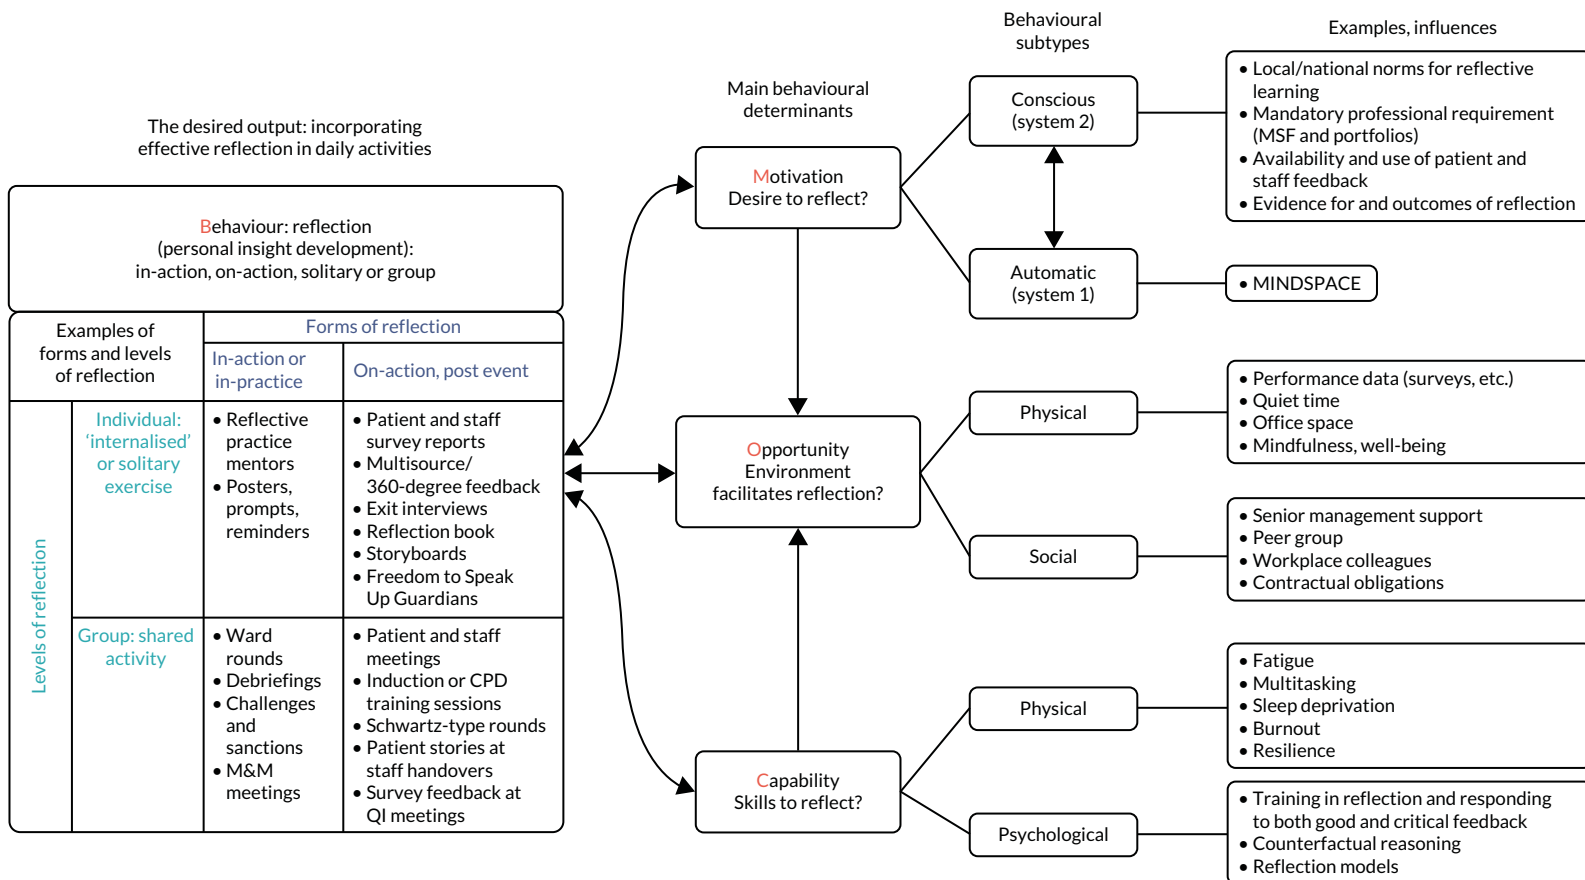 The desired output: incorporating
effective reflection in daily activities
Behaviour: reflection
(personal insight development):
in-action, on-action, solitary or group
Examples of
forms and levels
of reflection
Forms of reflection
In-action or
in-practice
On-action, post event
Levels of reflection
Individual:
‘internalised’
or solitary
exercise
• Reflective
practice
mentors
• Posters,
prompts,
reminders
• Patient and staff
survey reports
• Multisource/
360-degree feedback
• Exit interviews
• Reflection book
• Storyboards
• Freedom to Speak
Up Guardians
Group: shared
activity
• Ward
rounds
• Debriefings
• Challenges
and
sanctions
• M&M
meetings
• Patient and staff
meetings
• Induction or CPD
training sessions
• Schwartz-type rounds
• Patient stories at
staff handovers
• Survey feedback at
QI meetings
Main behavioural
determinants
Motivation
Desire to reflect?
Opportunity
Environment
facilitates reflection?
Capability
Skills to reflect?
Behavioural
subtypes
Conscious
(system 2)
Automatic
(system 1)
Physical
Social
Physical
Psychological
Examples, influences
• Local/national norms for reflective
learning
• Mandatory professional requirement
(MSF and portfolios)
• Availability and use of patient and
staff feedback
• Evidence for and outcomes of reflection
• MINDSPACE
• Performance data (surveys, etc.)
• Quiet time
• Office space
• Mindfulness, well-being
• Senior management support
• Peer group
• Workplace colleagues
• Contractual obligations
• Fatigue
• Multitasking
• Sleep deprivation
• Burnout
• Resilience
• Training in reflection and responding
to both good and critical feedback
• Counterfactual reasoning
• Reflection models